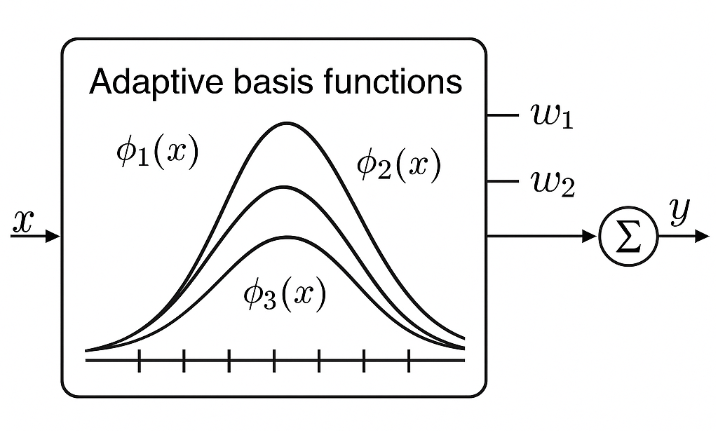 Adaptive basis functions
ϕ₁(x)
ϕ₂(x)
ϕ₃(x)
x
w₁
w₂
Σ
y